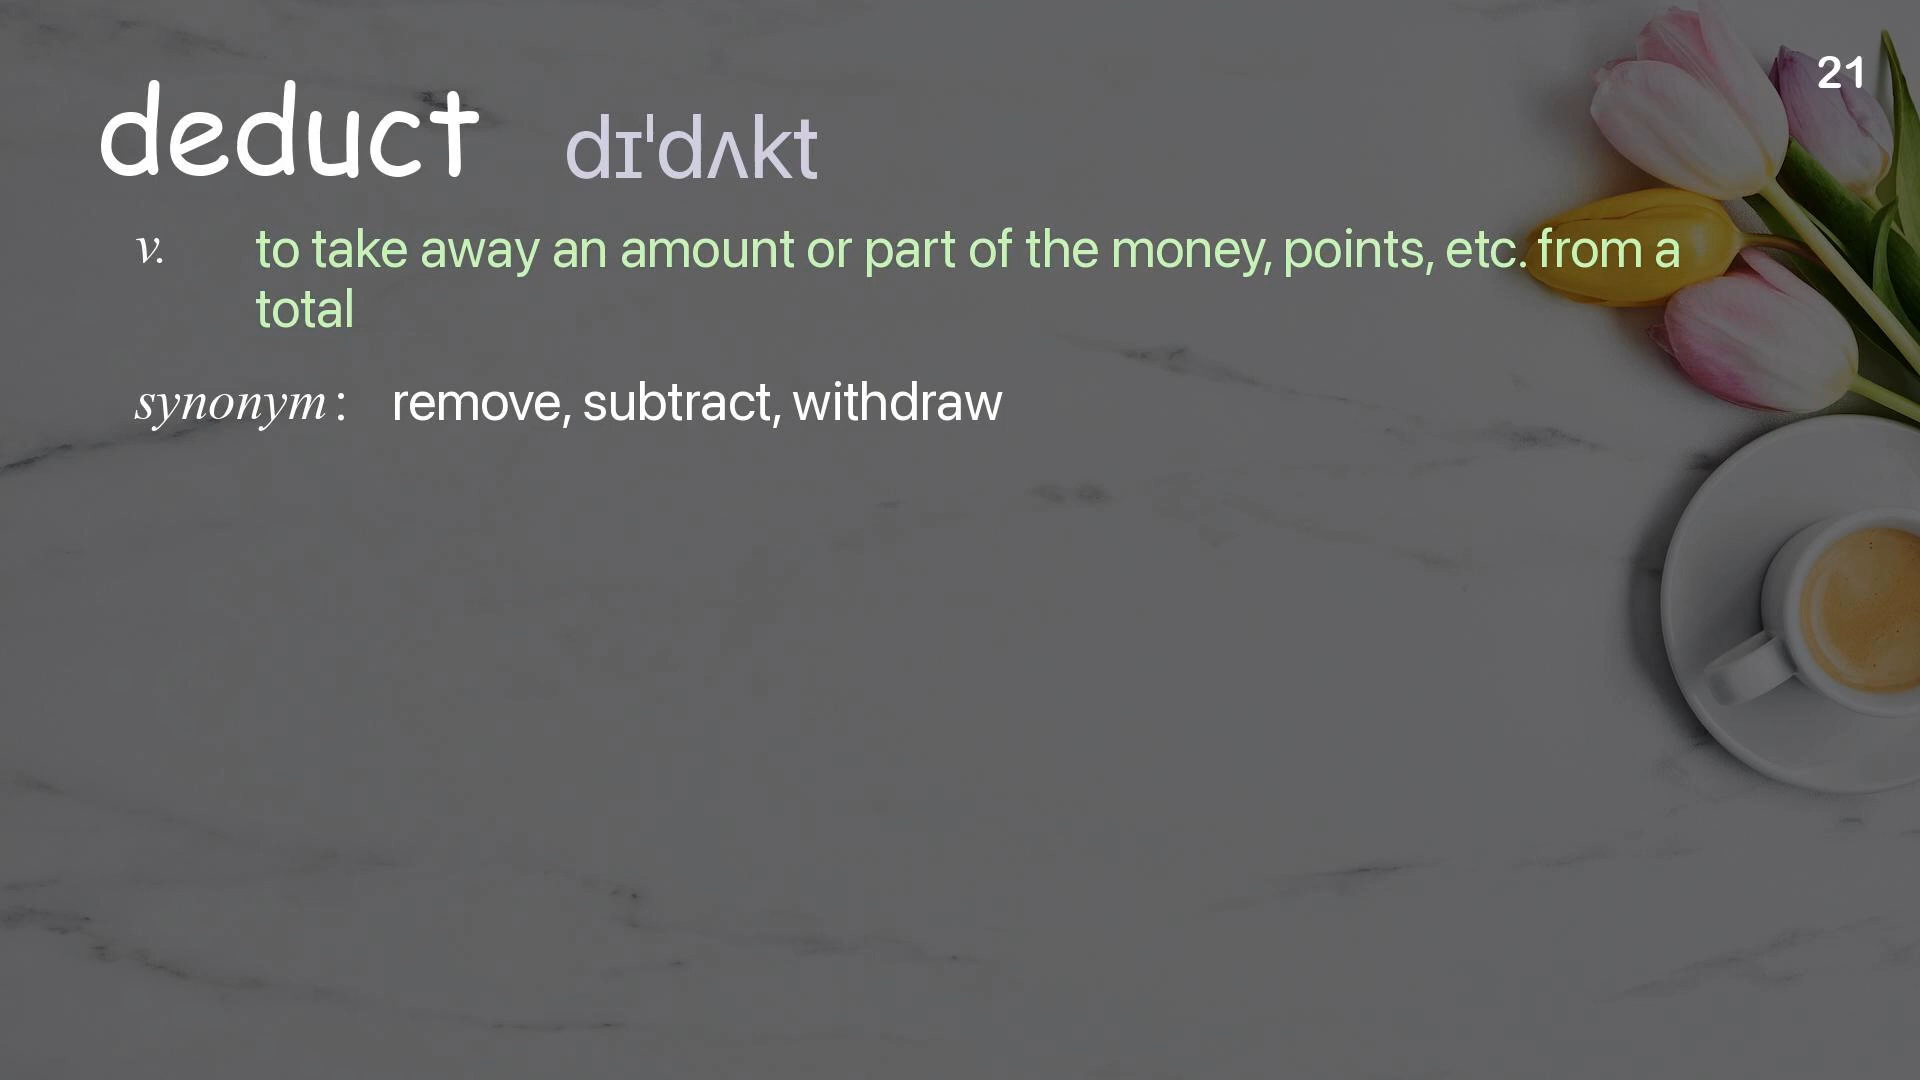 21
deduct dɪˈdʌkt
v. to take away an amount or part of the money, points, etc. from a
total
synonym : remove, subtract, withdraw